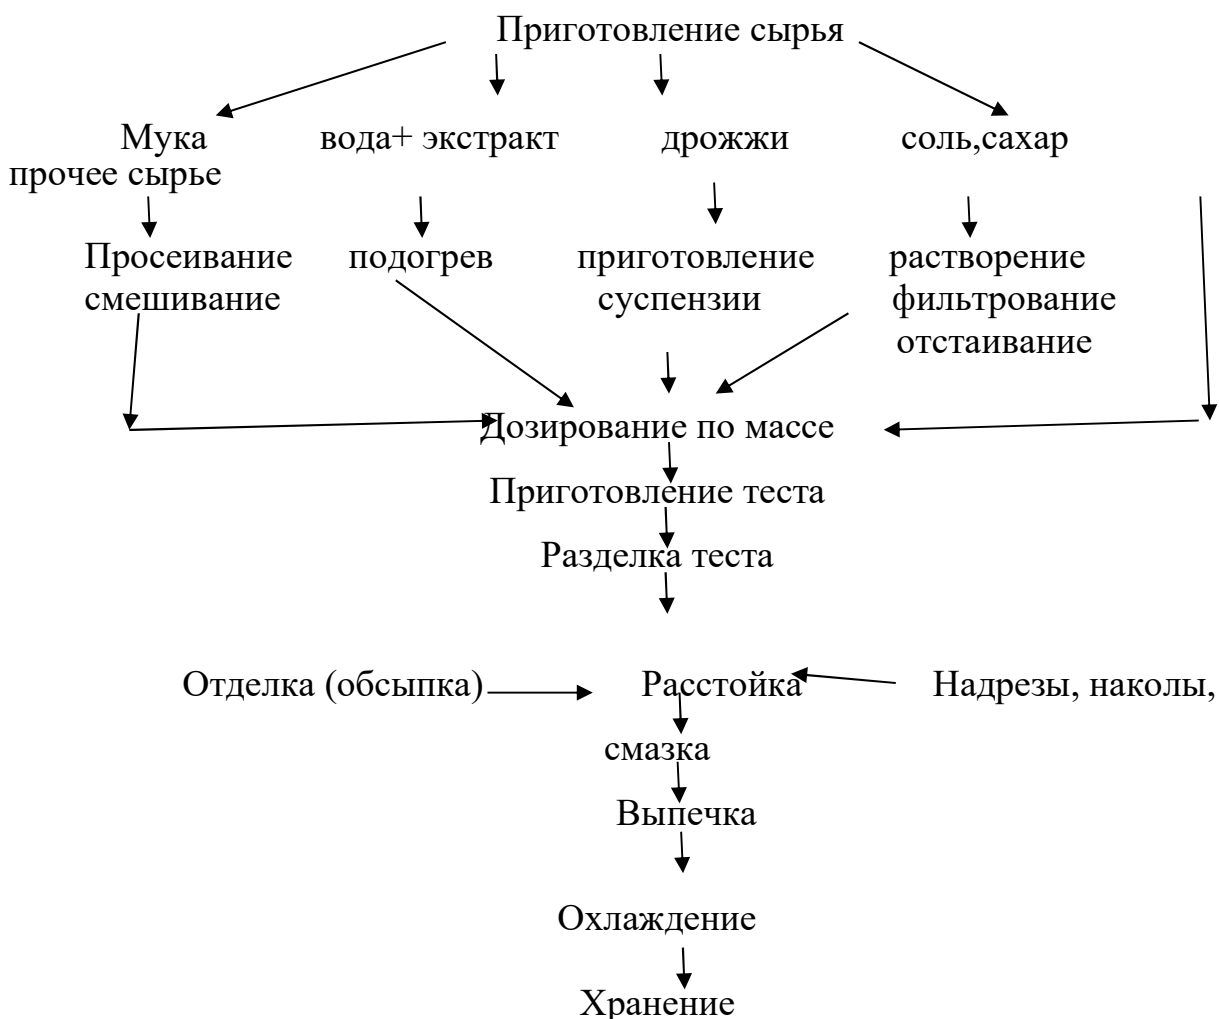 Приготовление сырья
Мука вода+ экстракт дрожжи соль,сахар
прочее сырье
Просеивание подогрев приготовление растворение
смешивание суспензии фильтрование
отстаивание
Дозирование по массе
Приготовление теста
Разделка теста
Отделка (обсыпка) Расстойка Надрезы, наколы,
смазка
Выпечка
Охлаждение
Хранение